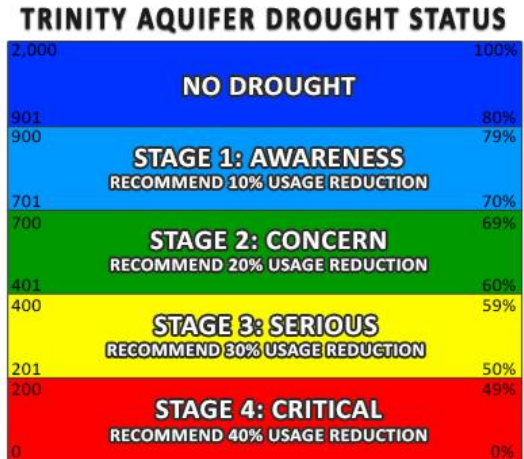 TRINITY AQUIFER DROUGHT STATUS
2,000 100%
NO DROUGHT
901 80%
900 79%
STAGE 1: AWARENESS
RECOMMEND 10% USAGE REDUCTION
701 70%
700 69%
STAGE 2: CONCERN
RECOMMEND 20% USAGE REDUCTION
401 60%
400 59%
STAGE 3: SERIOUS
RECOMMEND 30% USAGE REDUCTION
201 50%
200 49%
STAGE 4: CRITICAL
RECOMMEND 40% USAGE REDUCTION
0 0%